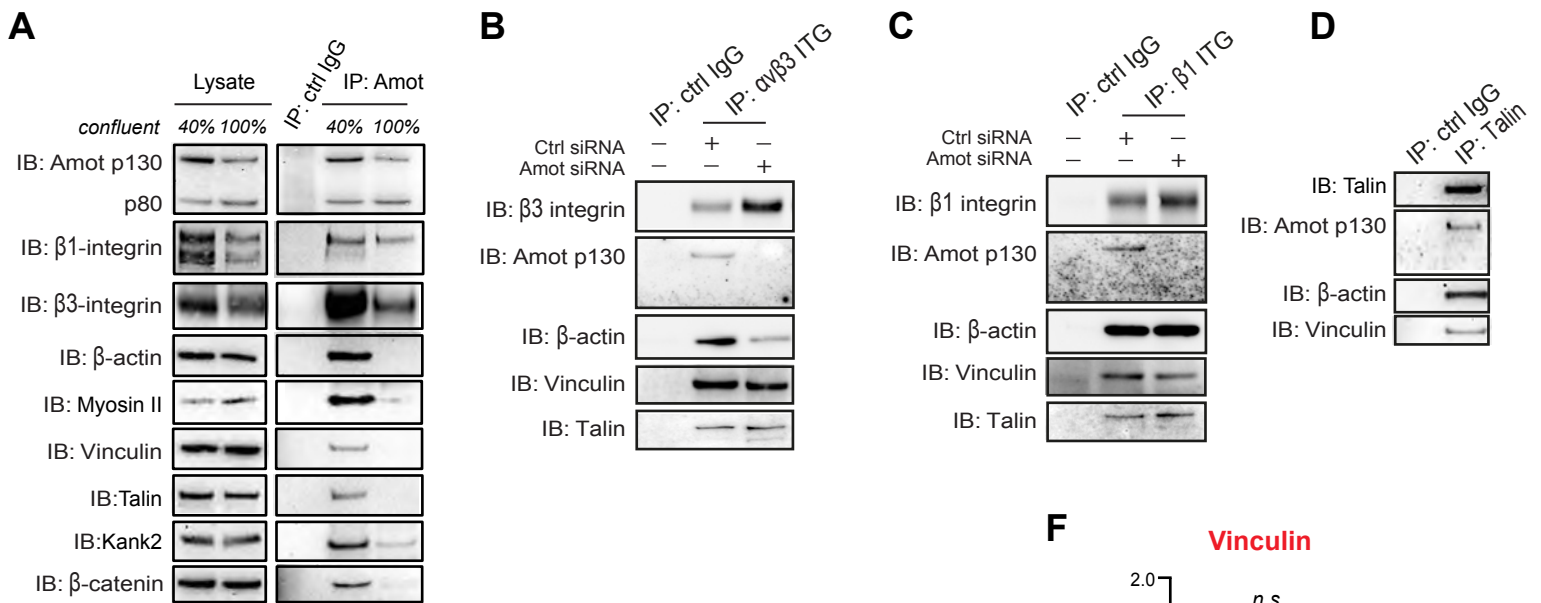 A
Lysate
IP: ctrl IgG
IP: Amot
confluent 40% 100% 40% 100%
IB: Amot p130
p80
IB: β1-integrin
IB: β3-integrin
IB: β-actin
IB: Myosin II
IB: Vinculin
IB:Talin
IB:Kank2
IB: β-catenin
B
IP: ctrl IgG
IP: αvβ3 ITG
Ctrl siRNA – + –
Amot siRNA – – +
IB: β3 integrin
IB: Amot p130
IB: β-actin
IB: Vinculin
IB: Talin
C
IP: ctrl IgG
IP: β1 ITG
Ctrl siRNA – + –
Amot siRNA – – +
IB: β1 integrin
IB: Amot p130
IB: β-actin
IB: Vinculin
IB: Talin
D
IP: ctrl IgG
IP: Talin
IB: Talin
IB: Amot p130
IB: β-actin
IB: Vinculin
F
Vinculin
2.0
n.s